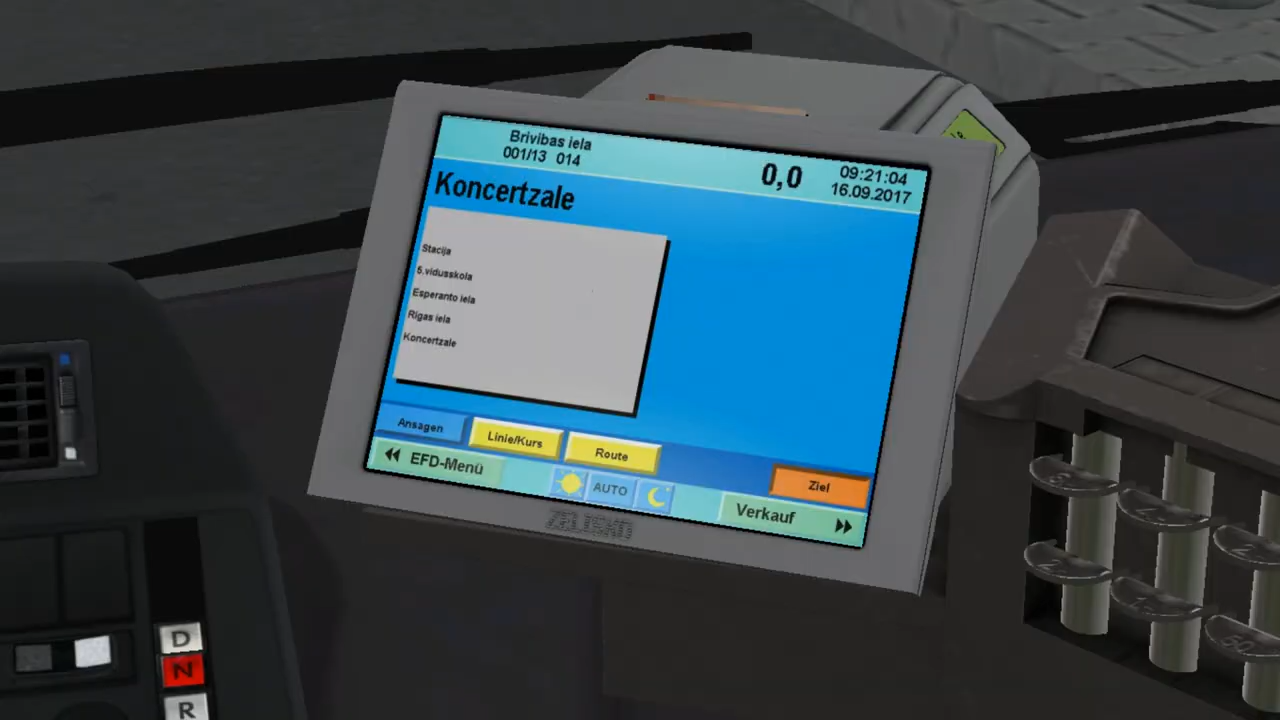 Brivibas iela
001/13 014
0,0
09:21:04
16.09.2017
Koncertzale
Stacija
5.vidusskola
Esperanto iela
Rigas iela
Koncertzale
Ansagen
Linie/Kurs
Route
Ziel
EFD-Menü
AUTO
Verkauf
D
N
R
50